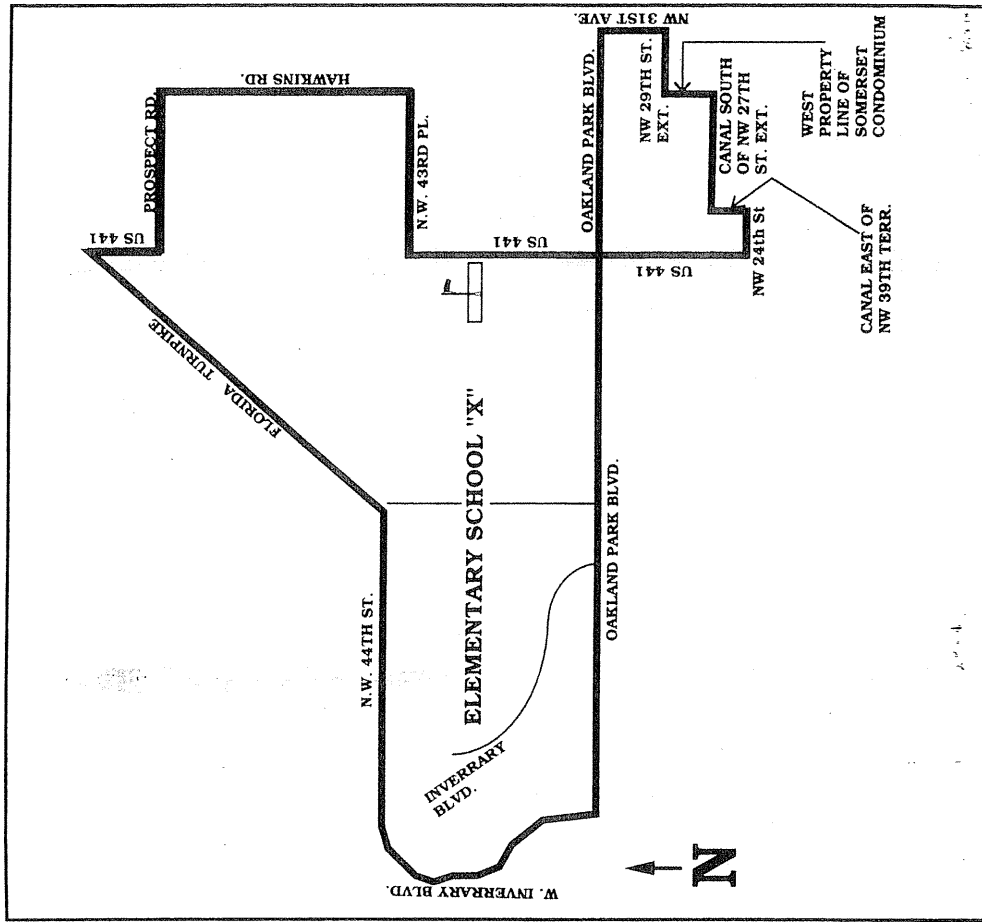 US 441
PROSPECT RD.
HAWKINS RD.
FLORIDA TURNPIKE
N.W. 43RD PL.
N.W. 44TH ST.
US 441
ELEMENTARY SCHOOL "X"
INVERRARY
BLVD.
W. INVERRARY BLVD.
OAKLAND PARK BLVD.
OAKLAND PARK BLVD.
NW 31ST AVE.
US 441
NW 29TH ST.
EXT.
CANAL SOUTH
OF NW 27TH
ST. EXT.
NW 24th St
WEST
PROPERTY
LINE OF
SOMERSET
CONDOMINIUM
CANAL EAST OF
NW 39TH TERR.
N